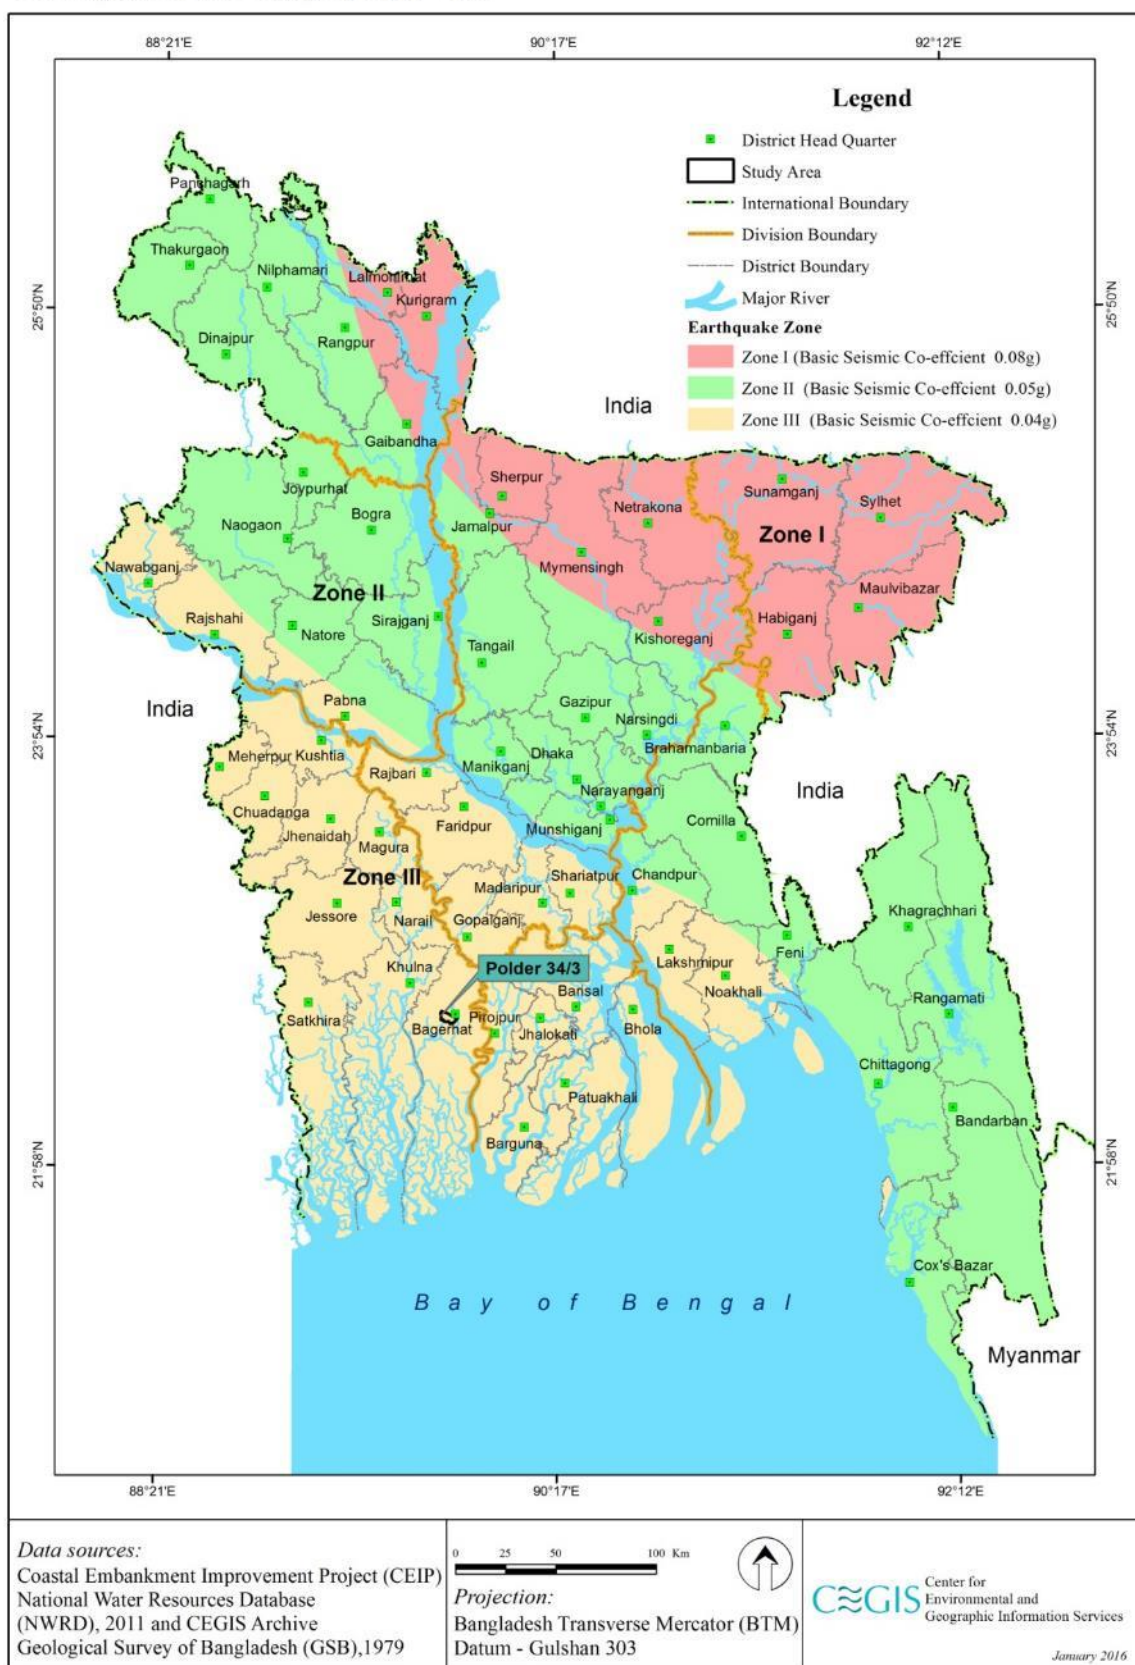 88°21'E
90°17'E
92°12'E
Legend
District Head Quarter
Study Area
International Boundary
Division Boundary
District Boundary
Major River
Earthquake Zone
Zone I (Basic Seismic Co-effcient 0.08g)
Zone II (Basic Seismic Co-effcient 0.05g)
Zone III (Basic Seismic Co-effcient 0.04g)
25°50'N
25°50'N
Panchagarh
Thakurgaon
Nilphamari
Lalmonirhat
Kurigram
Dinajpur
Rangpur
India
Gaibandha
Joypurhat
Sherpur
Netrakona
Sunamganj
Sylhet
Naogaon
Bogra
Jamalpur
Zone I
Mymensingh
Nawabganj
Zone II
Maulvibazar
Rajshahi
Natore
Sirajganj
Tangail
Kishoreganj
Habiganj
India
Pabna
Gazipur
Narsingdi
23°54'N
23°54'N
Meherpur
Kushtia
Rajbari
Manikganj
Dhaka
Brahamanbaria
Narayanganj
India
Chuadanga
Jhenaidah
Magura
Faridpur
Munshiganj
Comilla
Zone III
Madaripur
Shariatpur
Chandpur
Jessore
Narail
Gopalganj
Khagrachhari
Feni
Khulna
Polder 34/3
Lakshmipur
Noakhali
Rangamati
Satkhira
Bagerhat
Pirojpur
Barisal
Jhalokati
Bhola
Chittagong
Patuakhali
Bandarban
Barguna
21°58'N
21°58'N
Cox's Bazar
Bay of Bengal
Myanmar
88°21'E
90°17'E
92°12'E
Data sources:
Coastal Embankment Improvement Project (CEIP)
National Water Resources Database
(NWRD), 2011 and CEGIS Archive
Geological Survey of Bangladesh (GSB),1979
0 25 50 100 Km
Projection:
Bangladesh Transverse Mercator (BTM)
Datum - Gulshan 303
CEGIS
Center for
Environmental and
Geographic Information Services
January 2016